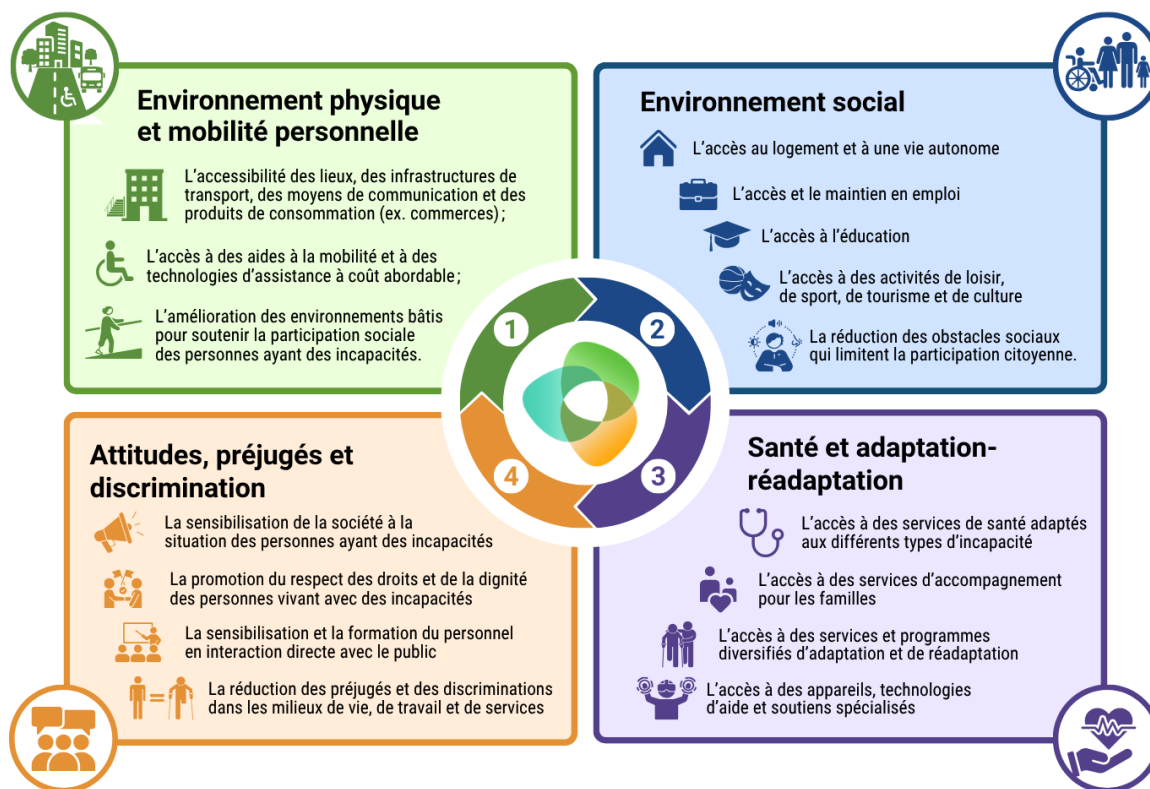 Environnement physique
et mobilité personnelle
L'accessibilité des lieux, des infrastructures de
transport, des moyens de communication et des
produits de consommation (ex. commerces) ;
L'accès à des aides à la mobilité et à des
technologies d'assistance à coût abordable ;
L'amélioration des environnements bâtis
pour soutenir la participation sociale
des personnes ayant des incapacités.
1
Environnement social
L'accès au logement et à une vie autonome
L'accès et le maintien en emploi
L'accès à l'éducation
L'accès à des activités de loisir,
de sport, de tourisme et de culture
La réduction des obstacles sociaux
qui limitent la participation citoyenne.
2
Santé et adaptation-
réadaptation
L'accès à des services de santé adaptés
aux différents types d'incapacité
L'accès à des services d'accompagnement
pour les familles
L'accès à des services et programmes
diversifiés d'adaptation et de réadaptation
L'accès à des appareils, technologies
d'aide et soutiens spécialisés
3
Attitudes, préjugés et
discrimination
La sensibilisation de la société à la
situation des personnes ayant des incapacités
La promotion du respect des droits et de la dignité
des personnes vivant avec des incapacités
La sensibilisation et la formation du personnel
en interaction directe avec le public
La réduction des préjugés et des discriminations
dans les milieux de vie, de travail et de services
4